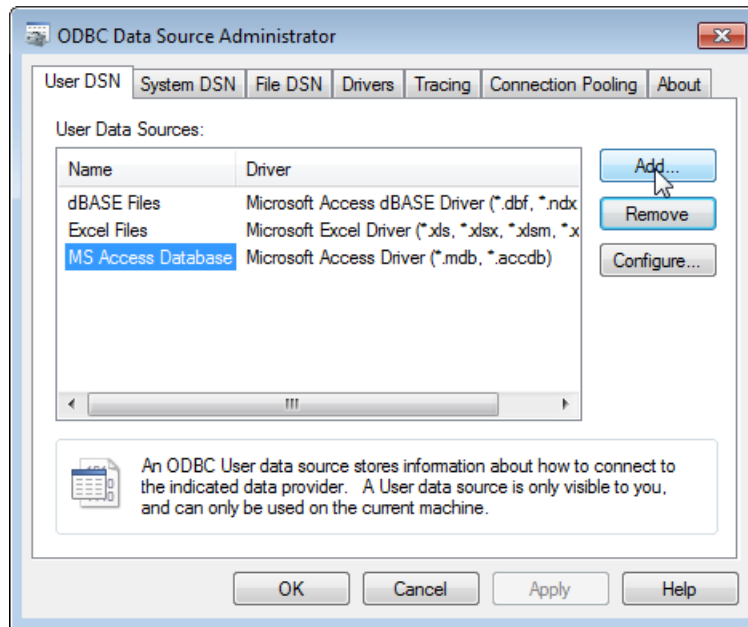 ODBC Data Source Administrator
User DSN System DSN File DSN Drivers Tracing Connection Pooling About
User Data Sources:
Name Driver
Add...
dBASE Files Microsoft Access dBASE Driver (*.dbf, *.ndx
Remove
Excel Files Microsoft Excel Driver (*.xls, *.xlsx, *.xlsm, *.x
MS Access Database Microsoft Access Driver (*.mdb, *.accdb)
Configure...
An ODBC User data source stores information about how to connect to
the indicated data provider. A User data source is only visible to you,
and can only be used on the current machine.
OK Cancel Apply Help